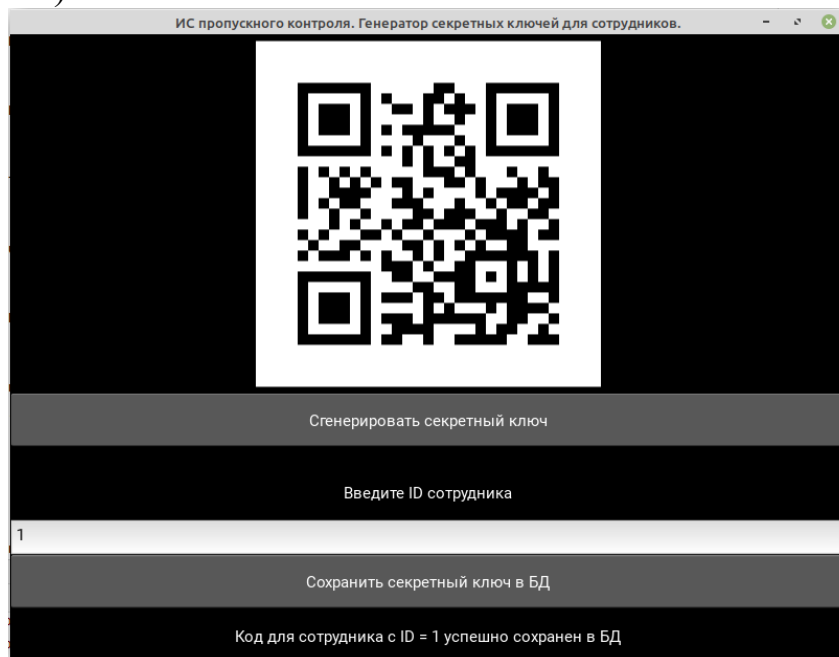 )
ИС пропускного контроля. Генератор секретных ключей для сотрудников.
Сгенерировать секретный ключ
Введите ID сотрудника
1
Сохранить секретный ключ в БД
Код для сотрудника с ID = 1 успешно сохранен в БД